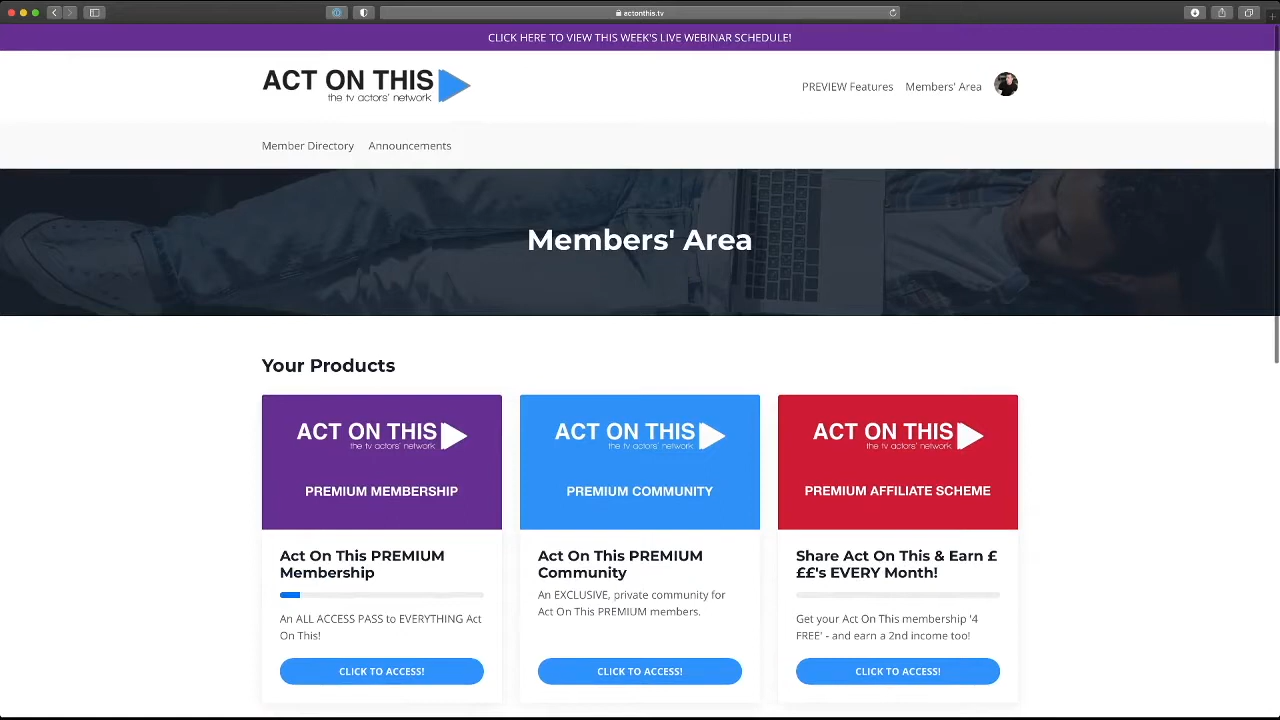 actonthis.tv
CLICK HERE TO VIEW THIS WEEK'S LIVE WEBINAR SCHEDULE!
ACT ON THIS
the tv actors' network
PREVIEW Features
Members' Area
Member Directory
Announcements
Members' Area
Your Products
ACT ON THIS
the tv actors' network
PREMIUM MEMBERSHIP
Act On This PREMIUM
Membership
An ALL ACCESS PASS to EVERYTHING Act
On This!
CLICK TO ACCESS!
ACT ON THIS
the tv actors' network
PREMIUM COMMUNITY
Act On This PREMIUM
Community
An EXCLUSIVE, private community for
Act On This PREMIUM members.
CLICK TO ACCESS!
ACT ON THIS
the tv actors' network
PREMIUM AFFILIATE SCHEME
Share Act On This & Earn £
££'s EVERY Month!
Get your Act On This membership '4
FREE' - and earn a 2nd income too!
CLICK TO ACCESS!